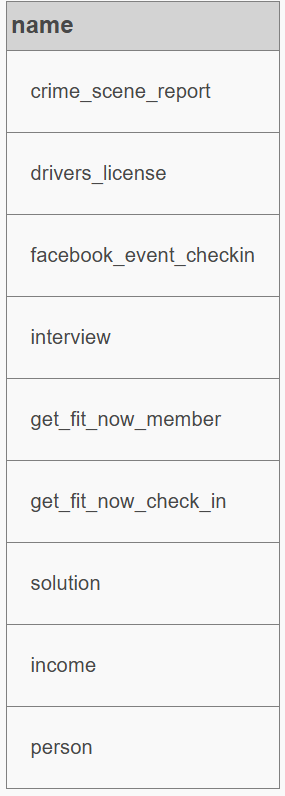 name
crime_scene_report
drivers_license
facebook_event_checkin
interview
get_fit_now_member
get_fit_now_check_in
solution
income
person